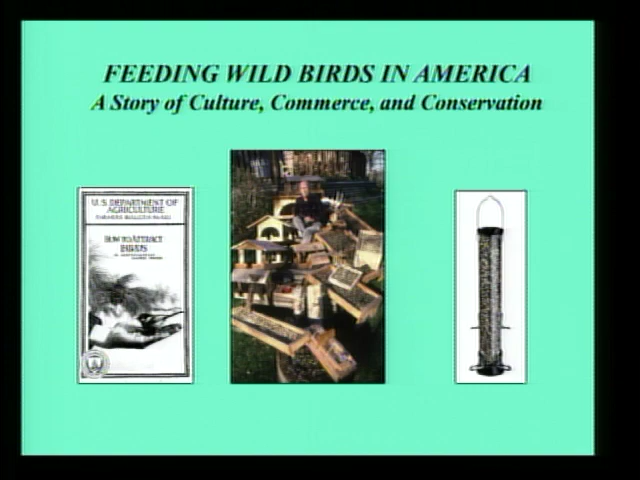 FEEDING WILD BIRDS IN AMERICA
A Story of Culture, Commerce, and Conservation
U.S. DEPARTMENT OF
AGRICULTURE
HOW TO ATTRACT
BIRDS